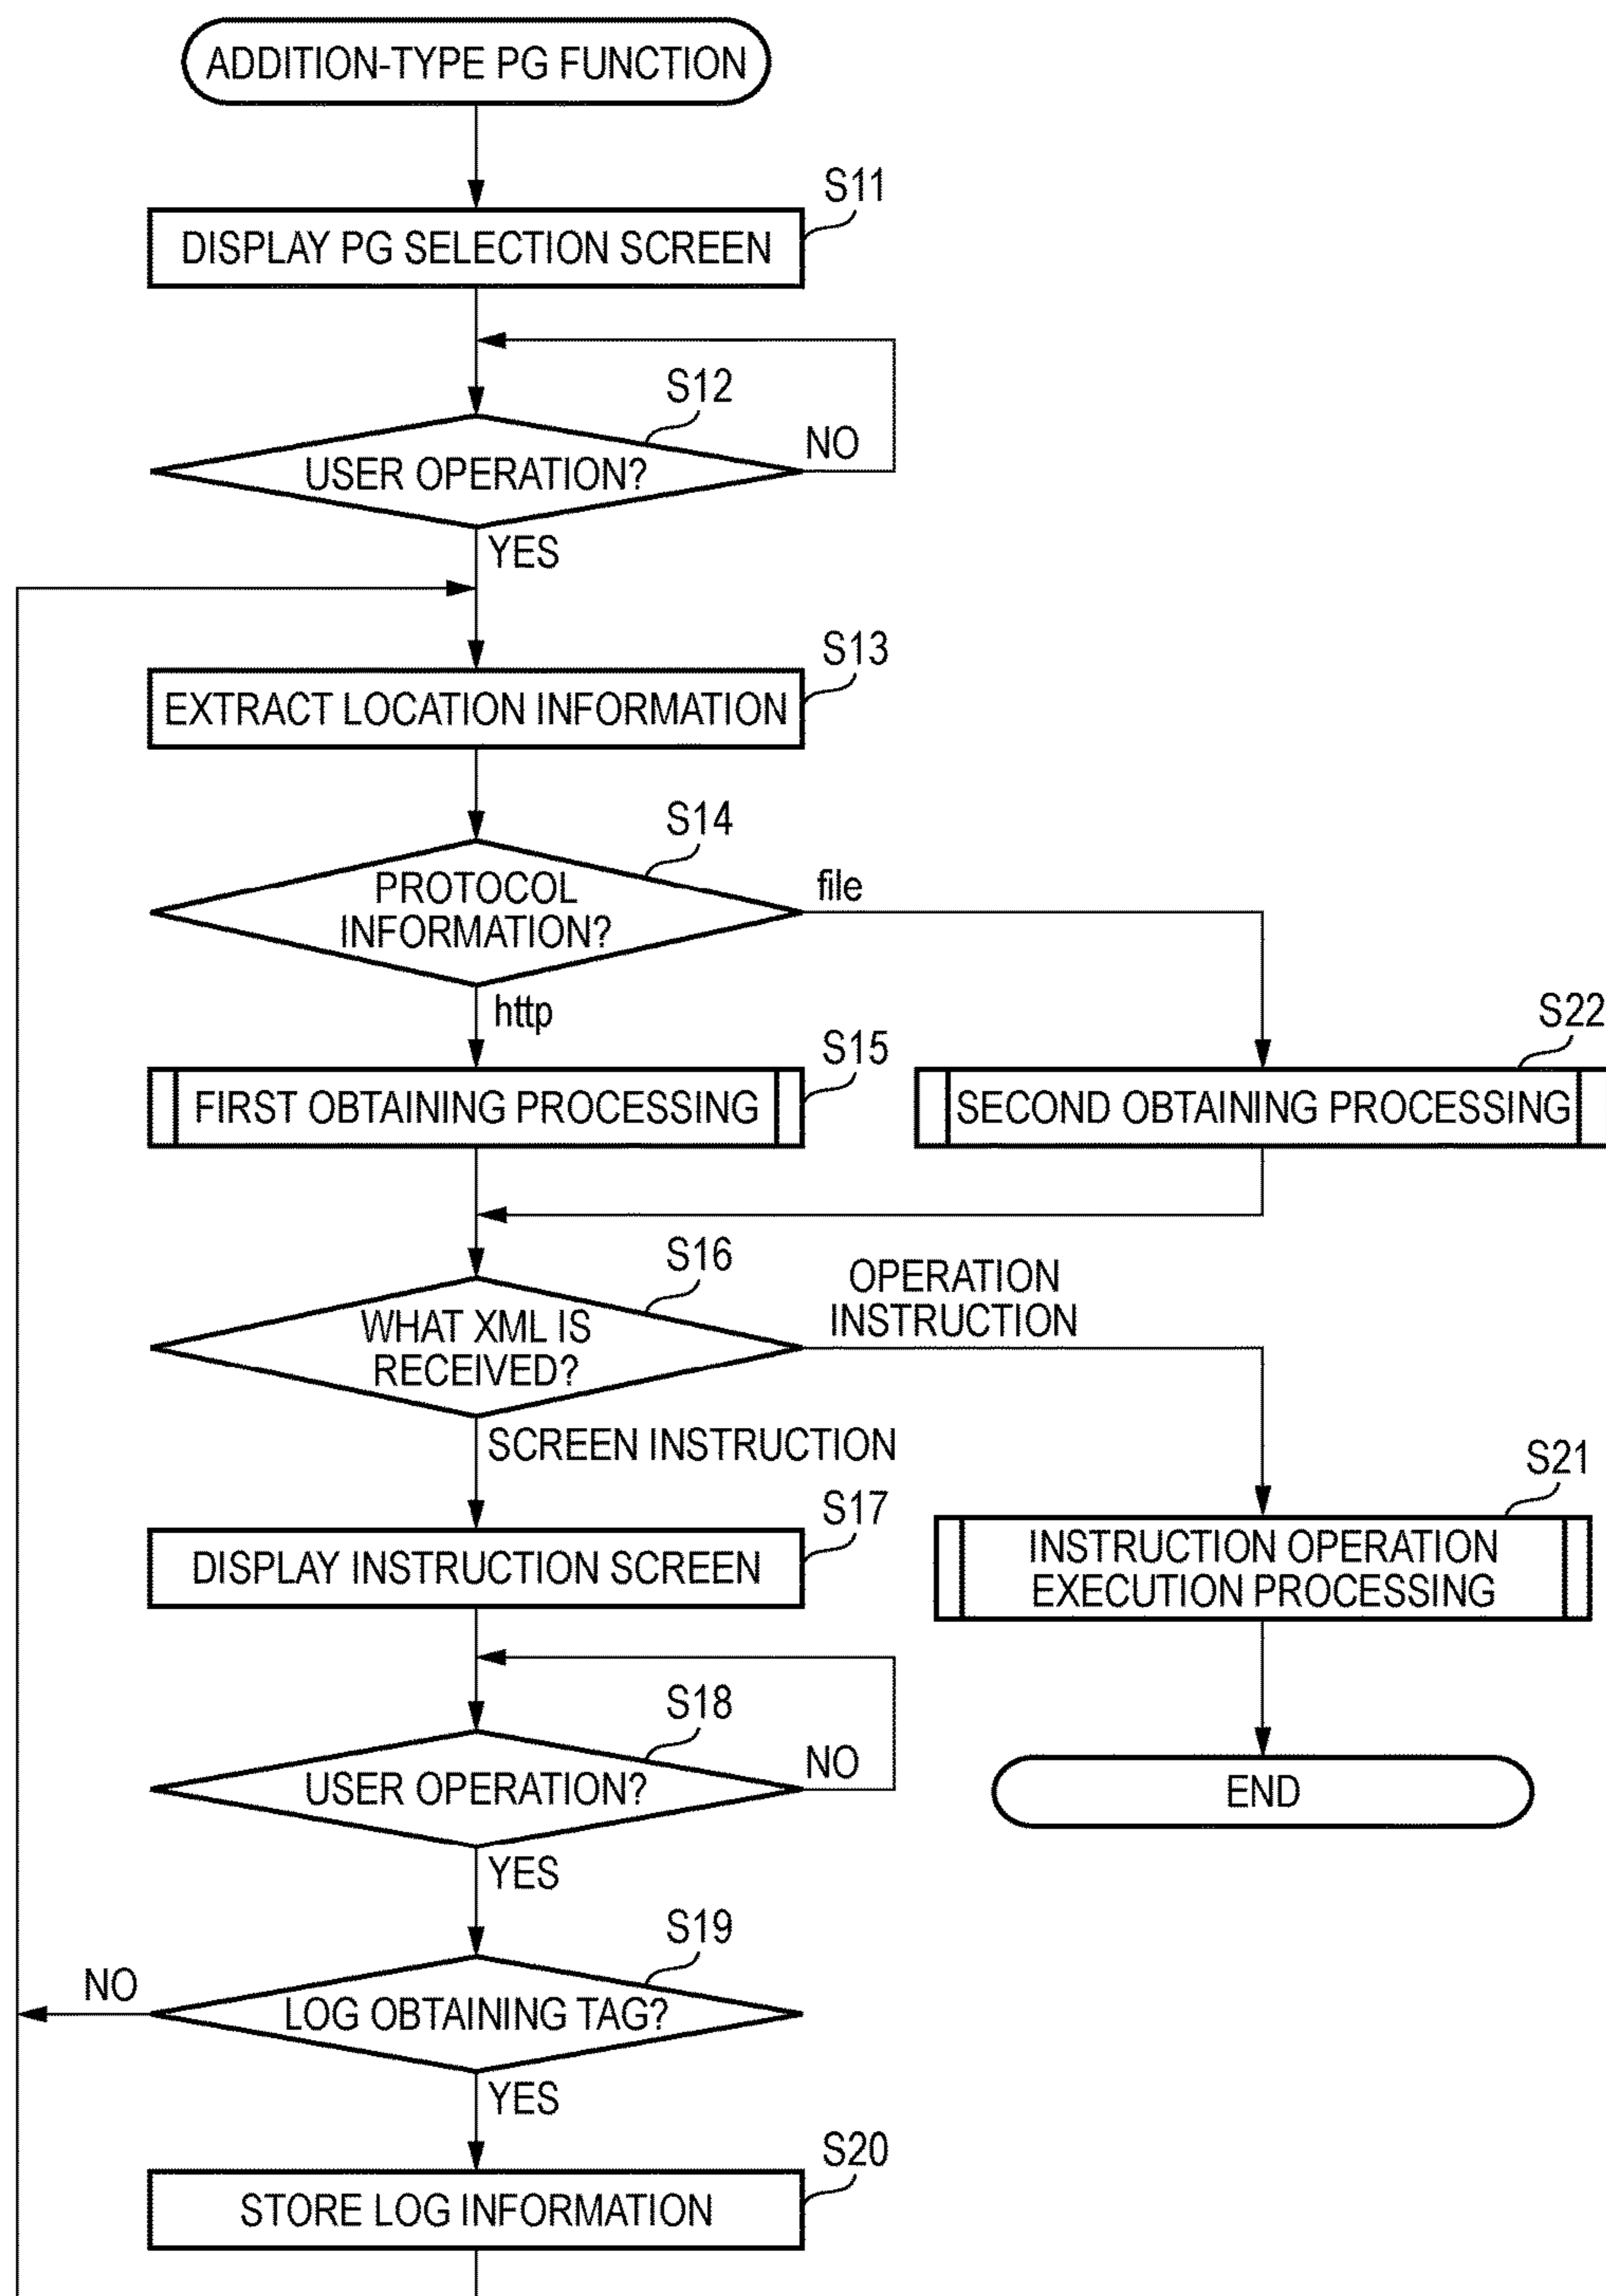 ADDITION-TYPE PG FUNCTION
S11
DISPLAY PG SELECTION SCREEN
S12
USER OPERATION?
NO
YES
S13
EXTRACT LOCATION INFORMATION
S14
PROTOCOL
INFORMATION?
file
http
S15
FIRST OBTAINING PROCESSING
S22
SECOND OBTAINING PROCESSING
S16
WHAT XML IS
RECEIVED?
OPERATION
INSTRUCTION
SCREEN INSTRUCTION
S17
DISPLAY INSTRUCTION SCREEN
S21
INSTRUCTION OPERATION
EXECUTION PROCESSING
S18
USER OPERATION?
NO
YES
END
S19
LOG OBTAINING TAG?
NO
YES
S20
STORE LOG INFORMATION